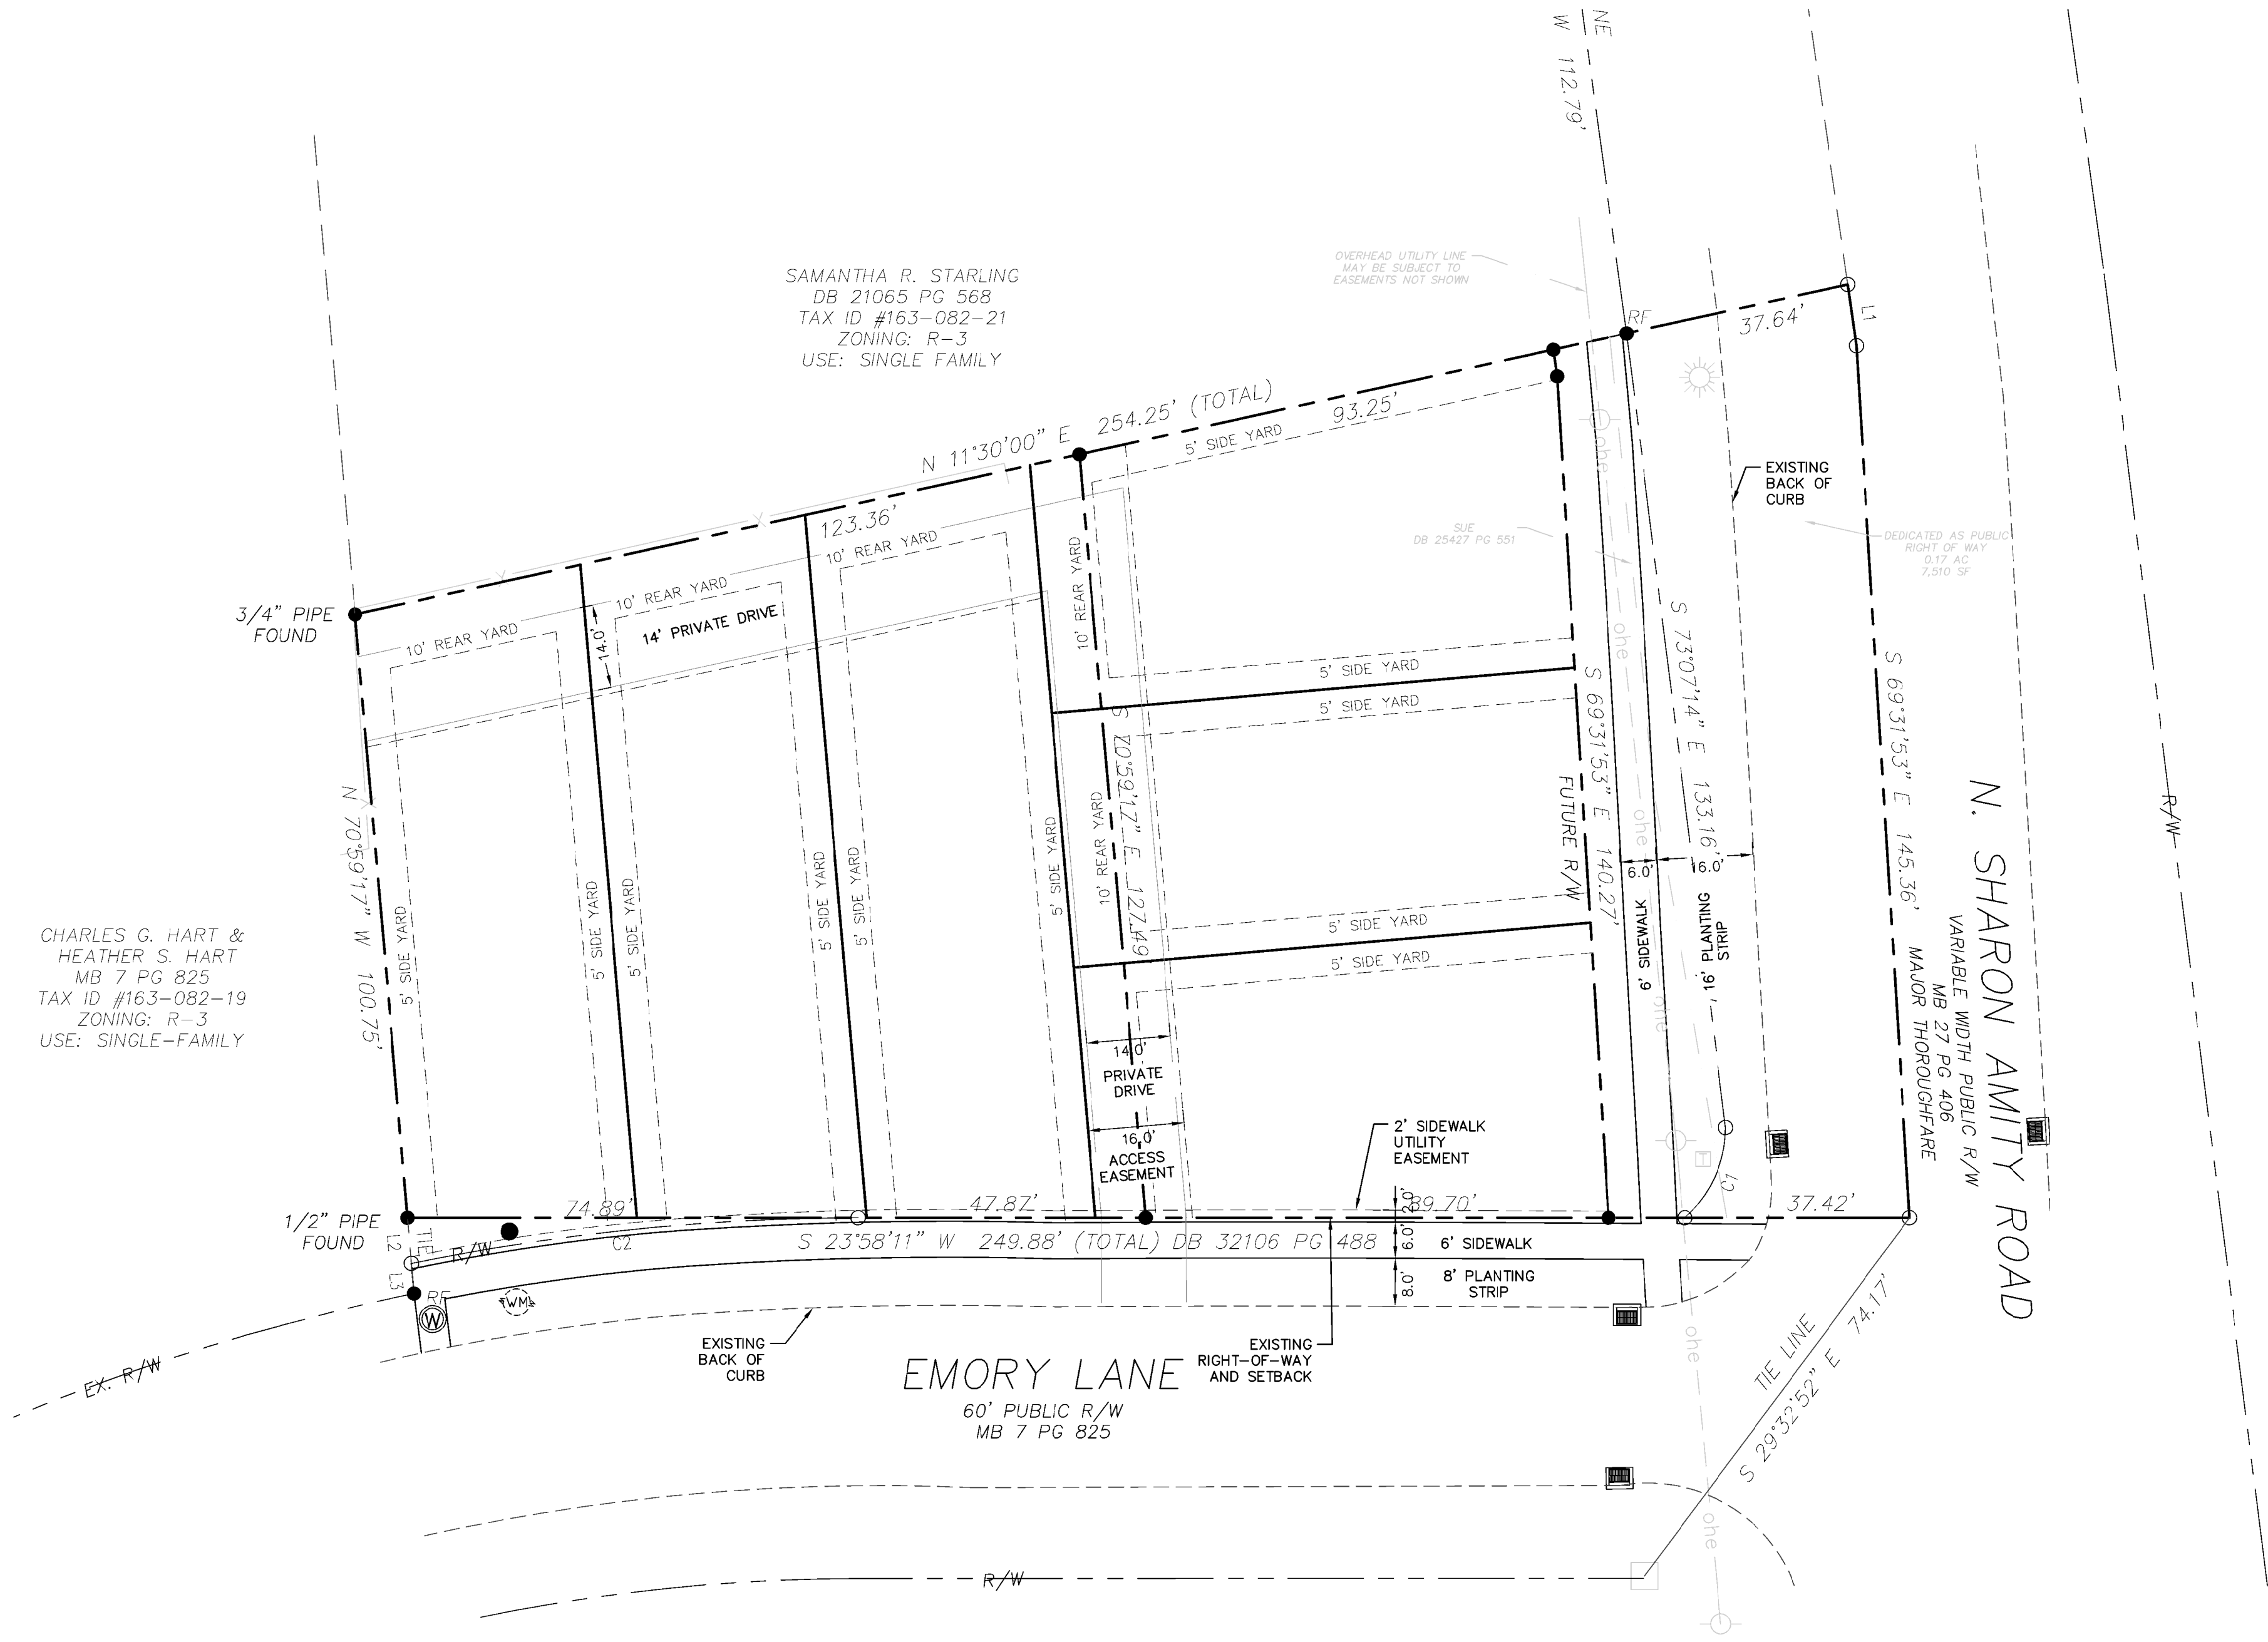 NE
W 112.79'
SAMANTHA R. STARLING
DB 21065 PG 568
TAX ID #163-082-21
ZONING: R-3
USE: SINGLE FAMILY
OVERHEAD UTILITY LINE
MAY BE SUBJECT TO
EASEMENTS NOT SHOWN
RF
37.64'
L1
N 11°30'00" E 254.25' (TOTAL)
93.25'
5' SIDE YARD
123.36'
10' REAR YARD
10' REAR YARD
10' REAR YARD
14.0'
14' PRIVATE DRIVE
10' REAR YARD
3/4" PIPE
FOUND
ohe
EXISTING
BACK OF
CURB
SUE
DB 25427 PG 551
DEDICATED AS PUBLIC
RIGHT OF WAY
0.17 AC
7,510 SF
ohe
5' SIDE YARD
5' SIDE YARD
S 73°07'14" E 133.16'
S 69°31'53" E 140.27'
FUTURE R/W
S 69°31'53" E 145.36'
N. SHARON AMITY ROAD
VARIABLE WIDTH PUBLIC R/W
MB 27 PG 406
MAJOR THOROUGHFARE
R/W
ohe
6.0'
16.0'
6' SIDEWALK
16' PLANTING
STRIP
ohe
N 70°59'17" W 100.75'
5' SIDE YARD
5' SIDE YARD
5' SIDE YARD
5' SIDE YARD
5' SIDE YARD
5' SIDE YARD
10' REAR YARD
S 70°59'17" E 127.49
5' SIDE YARD
5' SIDE YARD
CHARLES G. HART &
HEATHER S. HART
MB 7 PG 825
TAX ID #163-082-19
ZONING: R-3
USE: SINGLE-FAMILY
14.0'
PRIVATE
DRIVE
16.0'
ACCESS
EASEMENT
2' SIDEWALK
UTILITY
EASEMENT
C1
1/2" PIPE
FOUND
74.89'
47.87'
89.70'
37.42'
2.0'
L2
TIE
R/W
C2
S 23°58'11" W 249.88' (TOTAL) DB 32106 PG 488
6.0'
6' SIDEWALK
L3
RF
W
WM
8.0'
8' PLANTING
STRIP
EX. R/W
EXISTING
BACK OF
CURB
EMORY LANE
60' PUBLIC R/W
MB 7 PG 825
EXISTING
RIGHT-OF-WAY
AND SETBACK
ohe
TIE LINE
S 29°32'52" E 74.17'
ohe
R/W